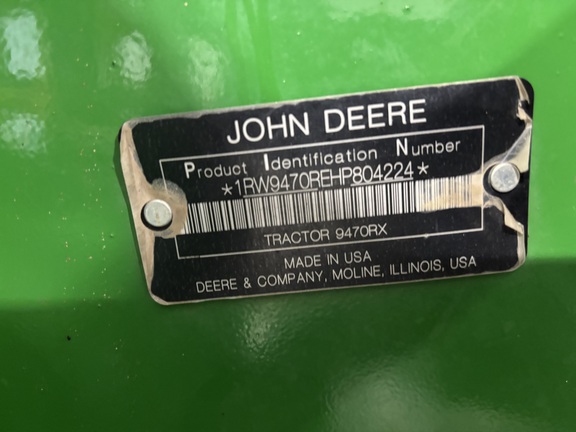 JOHN DEERE
Product Identification Number
*1RW9470REHP804224*
TRACTOR 9470RX
MADE IN USA
DEERE & COMPANY, MOLINE, ILLINOIS, USA